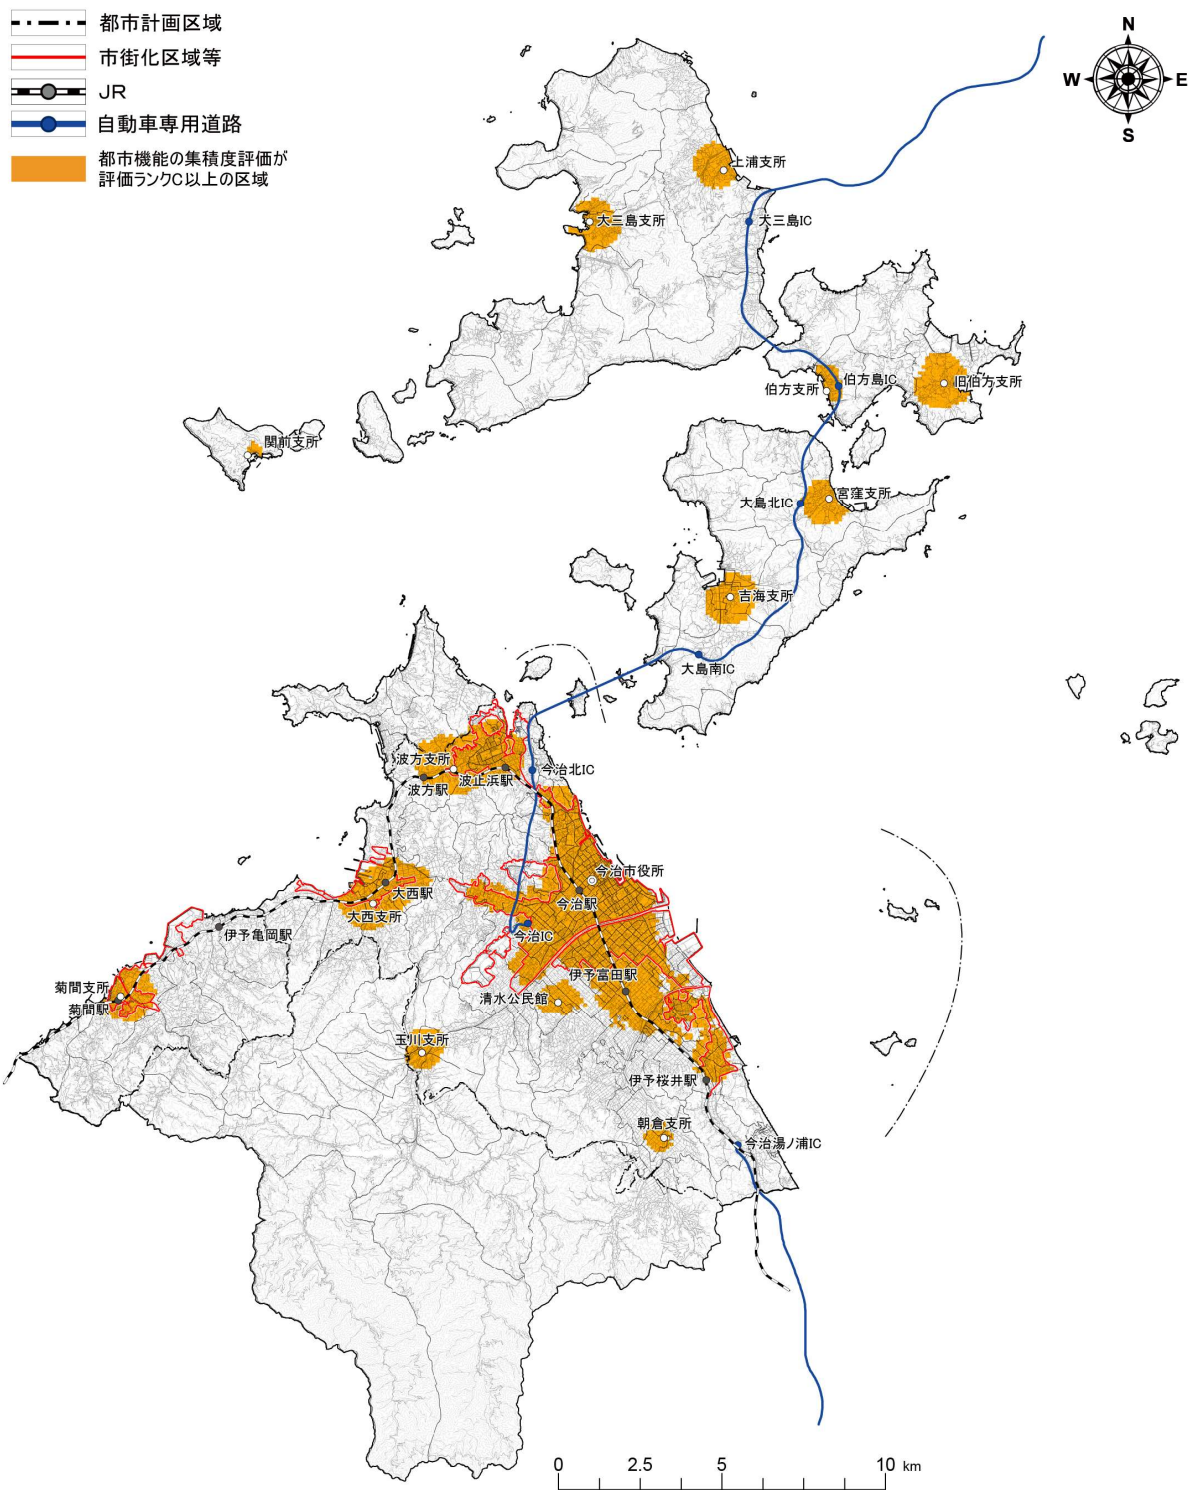 都市計画区域
市街化区域等
JR
自動車専用道路
都市機能の集積度評価が
評価ランクC以上の区域
N
W
E
S
上浦支所
大三島支所
大三島IC
伯方支所
伯方島IC
旧伯方支所
関前支所
大島北IC
宮窪支所
吉海支所
大島南IC
波方支所
波方駅
波止浜駅
今治北IC
今治市役所
今治駅
大西駅
大西支所
今治IC
伊予亀岡駅
伊予富田駅
菊間支所
菊間駅
清水公民館
玉川支所
伊予桜井駅
朝倉支所
今治湯ノ浦IC
0
2.5
5
10 km